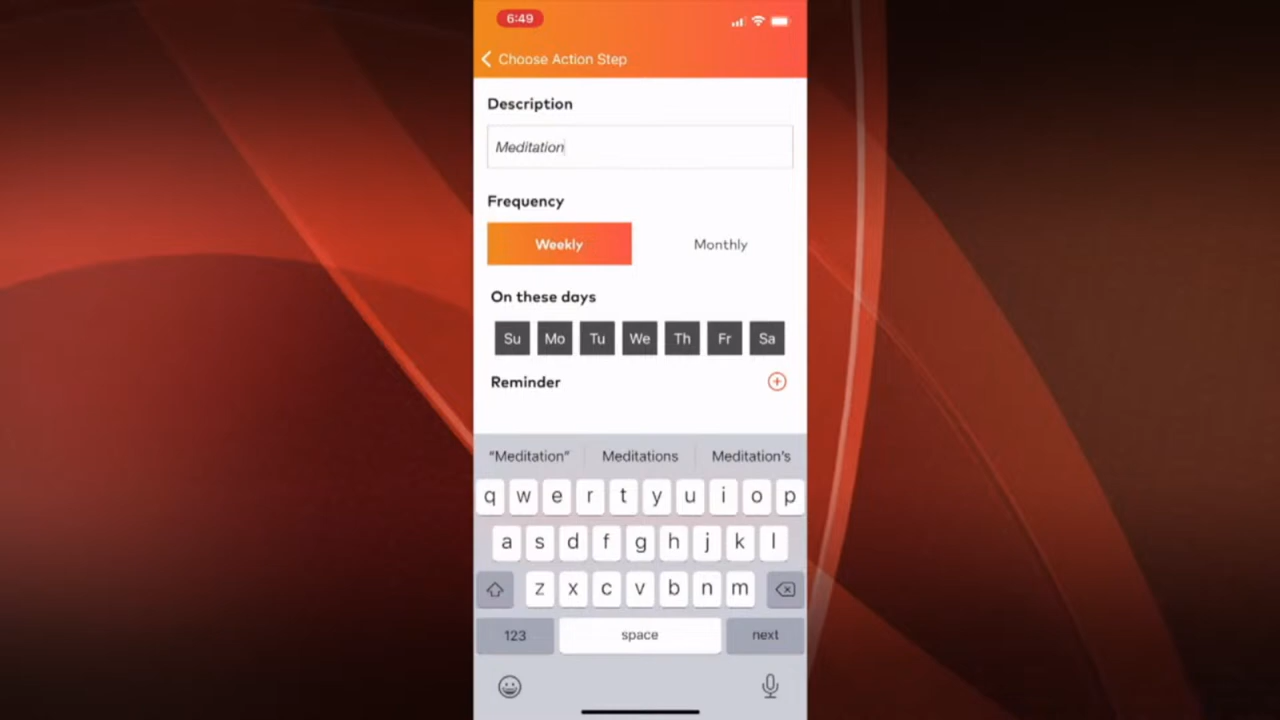 6:49
Choose Action Step
Description
Meditation
Frequency
Weekly Monthly
On these days
Su Mo Tu We Th Fr Sa
Reminder
“Meditation” Meditations Meditation's
q w e r t y u i o p
a s d f g h j k l
z x c v b n m
123 space next